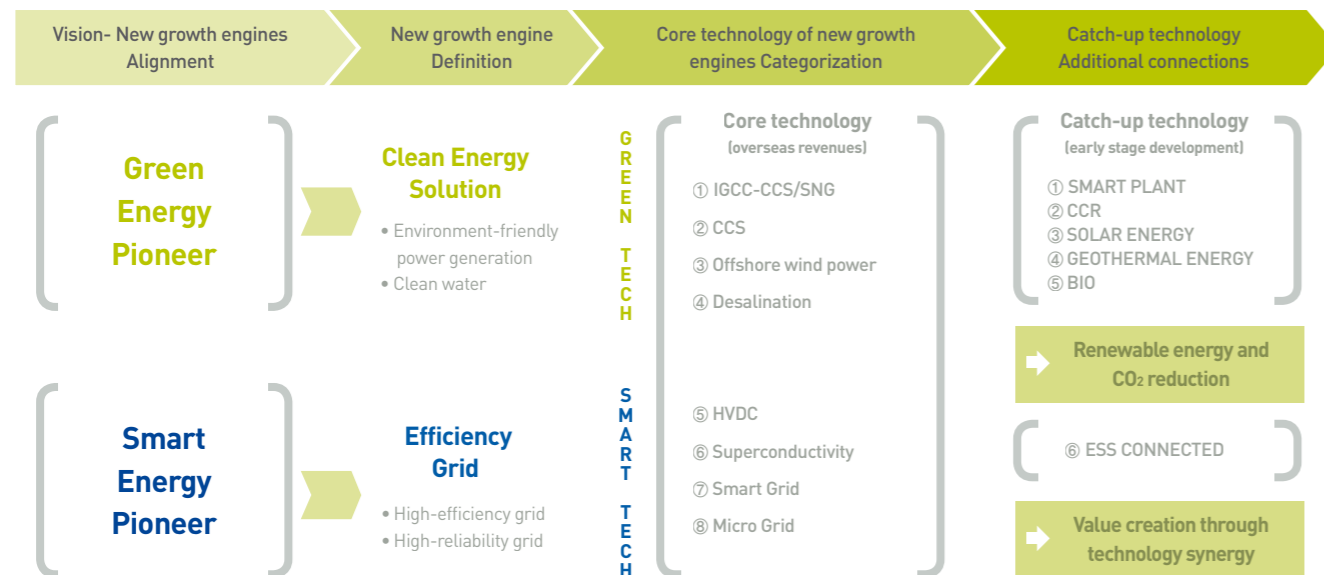 Vision- New growth engines
Alignment
New growth engine
Definition
Core technology of new growth
engines Categorization
Catch-up technology
Additional connections
Green
Energy
Pioneer
Clean Energy
Solution
• Environment-friendly
power generation
• Clean water
GREEN TECH
Core technology
(overseas revenues)
① IGCC-CCS/SNG
② CCS
③ Offshore wind power
④ Desalination
Catch-up technology
(early stage development)
① SMART PLANT
② CCR
③ SOLAR ENERGY
④ GEOTHERMAL ENERGY
⑤ BIO
Renewable energy and
CO₂ reduction
Smart
Energy
Pioneer
Efficiency
Grid
• High-efficiency grid
• High-reliability grid
SMART TECH
⑤ HVDC
⑥ Superconductivity
⑦ Smart Grid
⑧ Micro Grid
⑥ ESS CONNECTED
Value creation through
technology synergy